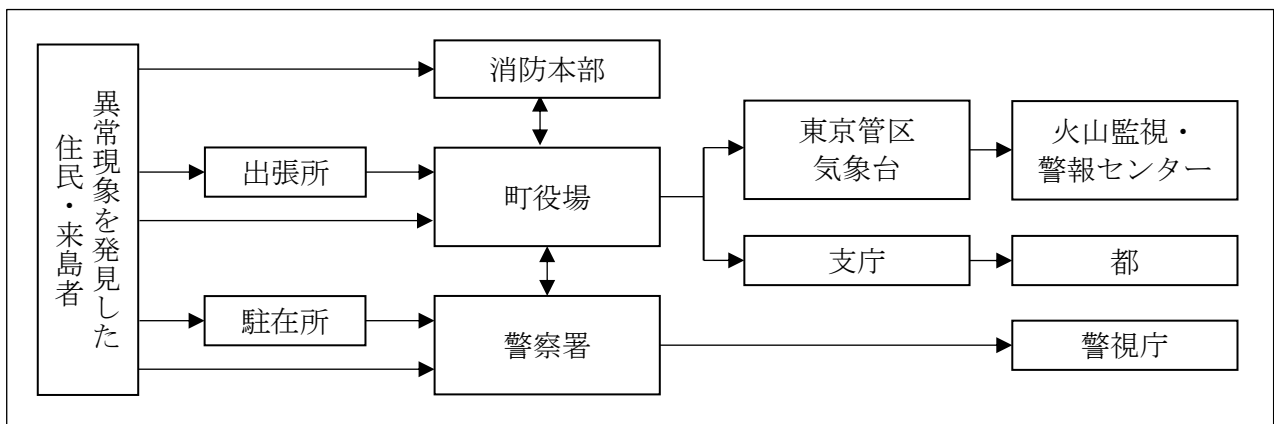 異常現象を発見した
住民・来島者
消防本部
出張所
町役場
駐在所
警察署
東京管区
気象台
火山監視・
警報センター
支庁
都
警視庁